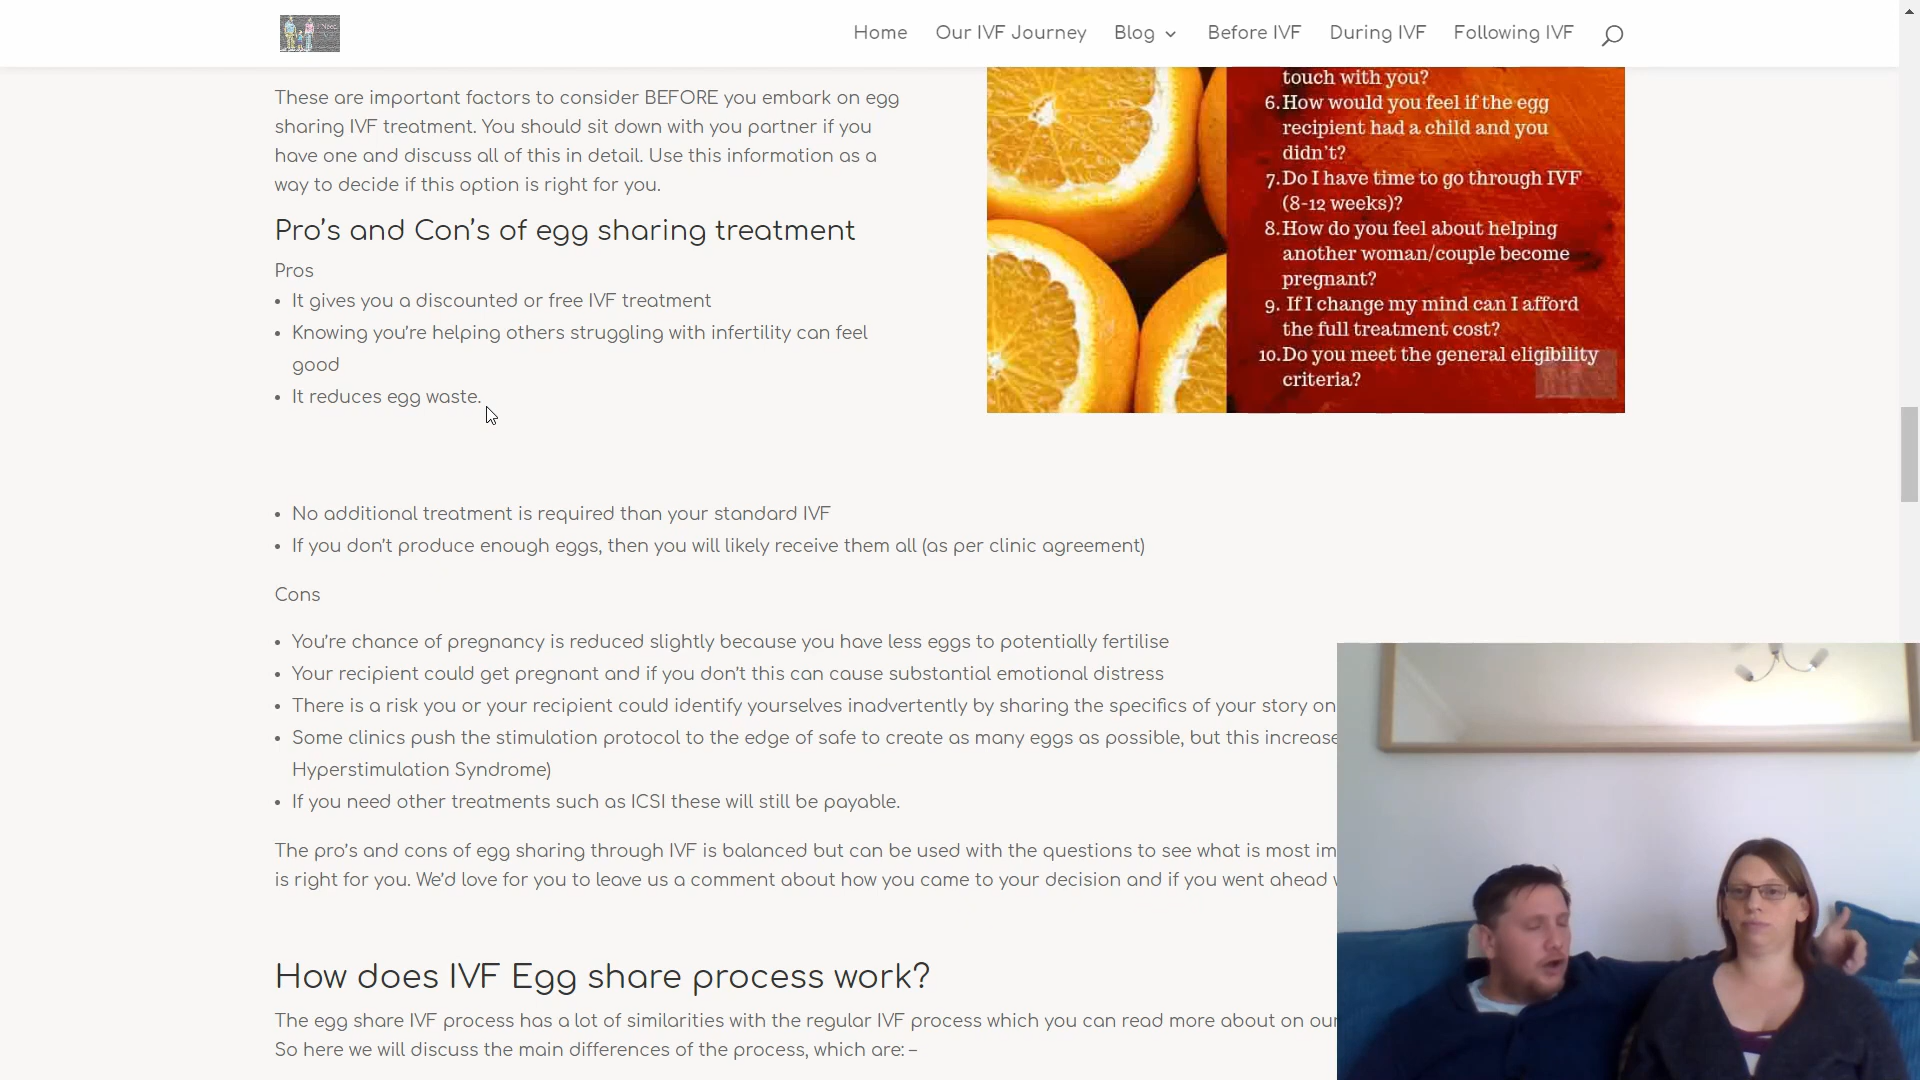 Home Our IVF Journey Blog Before IVF During IVF Following IVF
These are important factors to consider BEFORE you embark on egg
sharing IVF treatment. You should sit down with you partner if you
have one and discuss all of this in detail. Use this information as a
way to decide if this option is right for you.
Pro's and Con's of egg sharing treatment
Pros
• It gives you a discounted or free IVF treatment
• Knowing you're helping others struggling with infertility can feel
good
• It reduces egg waste.
touch with you?
6. How would you feel if the egg
recipient had a child and you
didn't?
7. Do I have time to go through IVF
(8-12 weeks)?
8. How do you feel about helping
another woman/couple become
pregnant?
9. If I change my mind can I afford
the full treatment cost?
10. Do you meet the general eligibility
criteria?
• No additional treatment is required than your standard IVF
• If you don't produce enough eggs, then you will likely receive them all (as per clinic agreement)
Cons
• You're chance of pregnancy is reduced slightly because you have less eggs to potentially fertilise
• Your recipient could get pregnant and if you don't this can cause substantial emotional distress
• There is a risk you or your recipient could identify yourselves inadvertently by sharing the specifics of your story on
• Some clinics push the stimulation protocol to the edge of safe to create as many eggs as possible, but this increase
Hyperstimulation Syndrome)
• If you need other treatments such as ICSI these will still be payable.
The pro's and cons of egg sharing through IVF is balanced but can be used with the questions to see what is most im
is right for you. We'd love for you to leave us a comment about how you came to your decision and if you went ahead
How does IVF Egg share process work?
The egg share IVF process has a lot of similarities with the regular IVF process which you can read more about on our
So here we will discuss the main differences of the process, which are: –